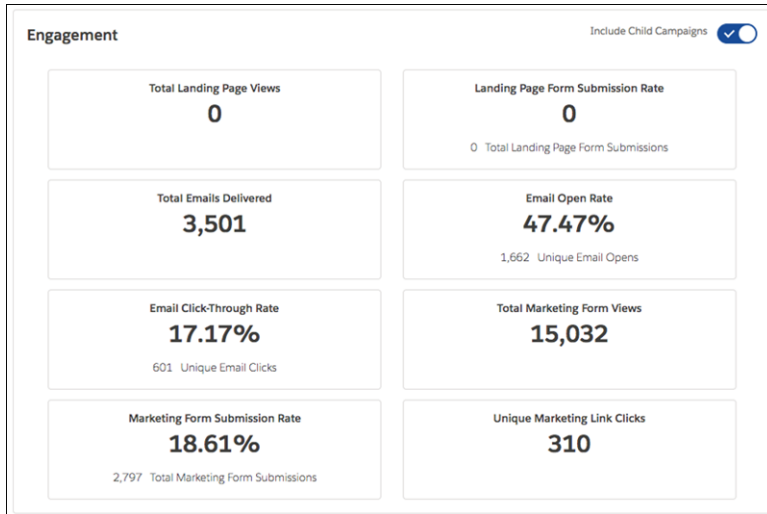 Engagement
Include Child Campaigns
Total Landing Page Views
0
Landing Page Form Submission Rate
0
0 Total Landing Page Form Submissions
Total Emails Delivered
3,501
Email Open Rate
47.47%
1,662 Unique Email Opens
Email Click-Through Rate
17.17%
601 Unique Email Clicks
Total Marketing Form Views
15,032
Marketing Form Submission Rate
18.61%
2,797 Total Marketing Form Submissions
Unique Marketing Link Clicks
310